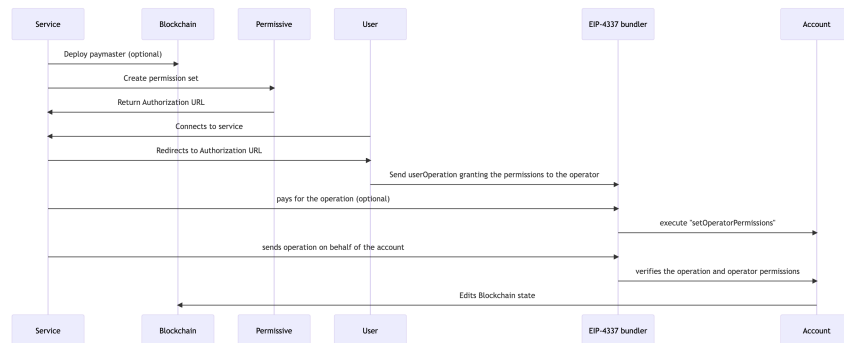 Service
Blockchain
Permissive
User
EIP-4337 bundler
Account
Deploy paymaster (optional)
Create permission set
Return Authorization URL
Connects to service
Redirects to Authorization URL
Send userOperation granting the permissions to the operator
pays for the operation (optional)
execute "setOperatorPermissions"
sends operation on behalf of the account
verifies the operation and operator permissions
Edits Blockchain state
Service
Blockchain
Permissive
User
EIP-4337 bundler
Account